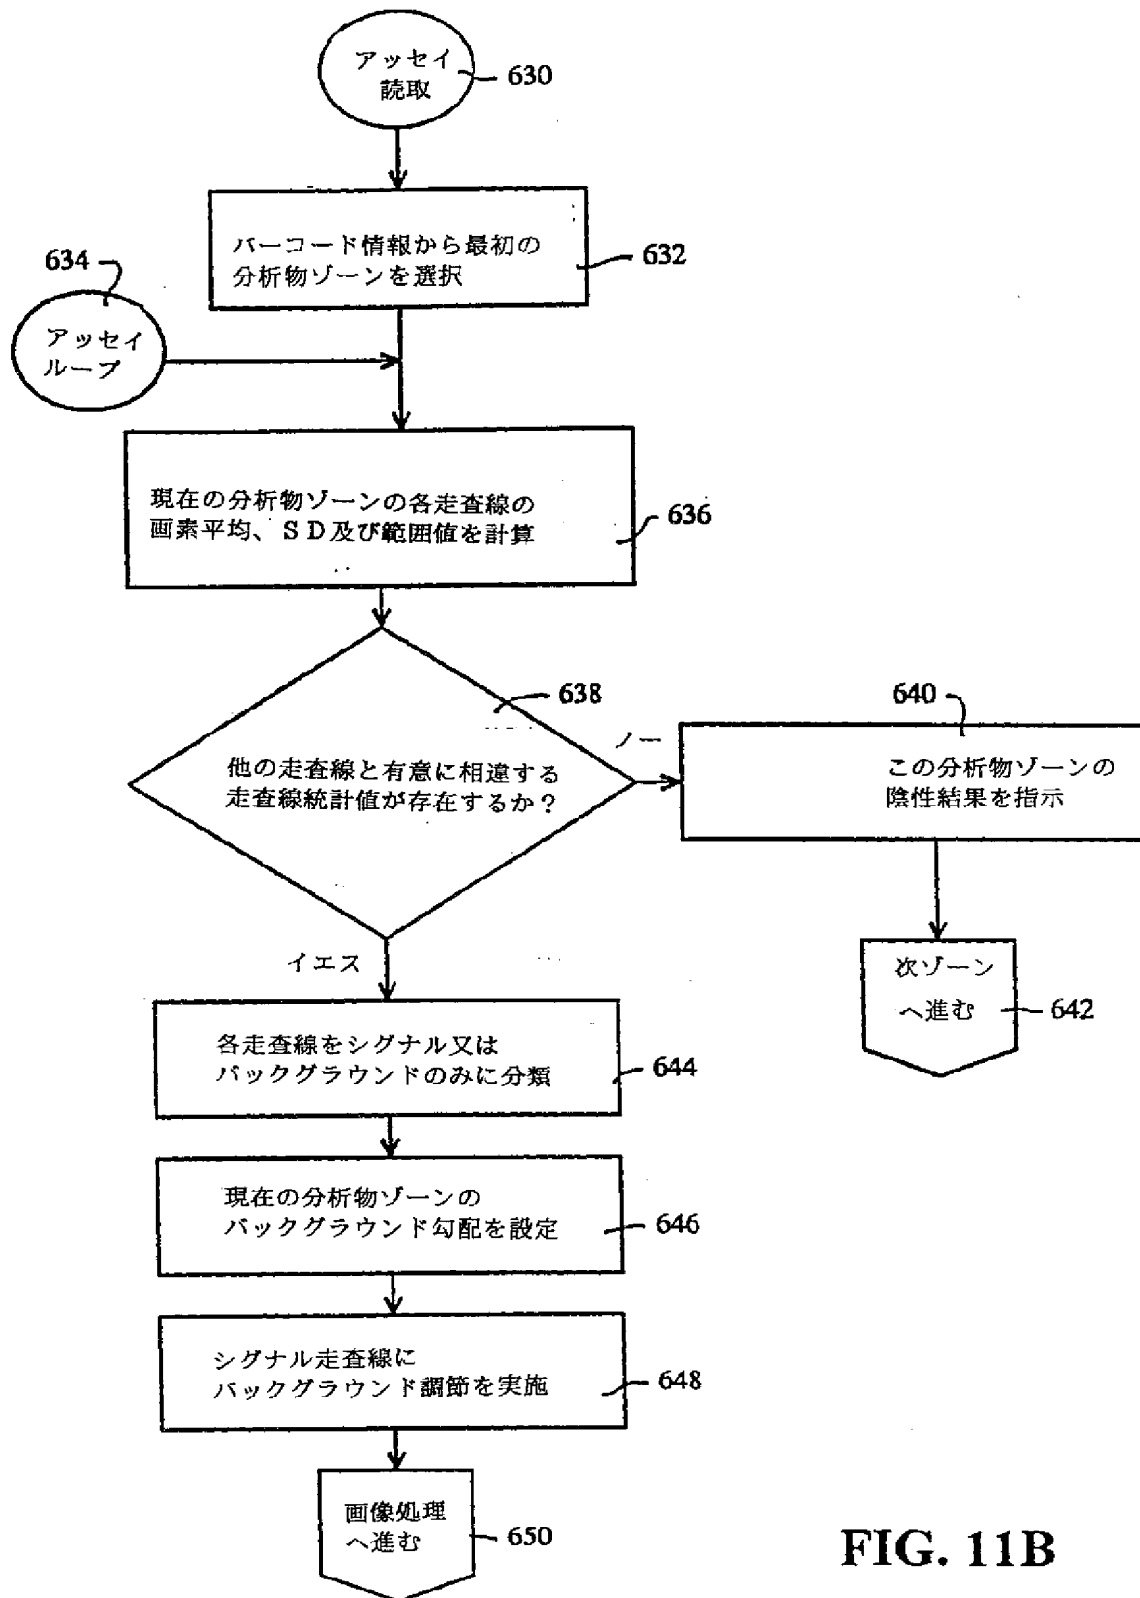 アッセイ
読取
630
バーコード情報から最初の
分析物ゾーンを選択
632
634
アッセイ
ループ
現在の分析物ゾーンの各走査線の
画素平均、SD及び範囲値を計算
636
638
他の走査線と有意に相違する
走査線統計値が存在するか?
ノー
640
この分析物ゾーンの
陰性結果を指示
イエス
次ゾーン
へ進む
642
各走査線をシグナル又は
バックグラウンドのみに分類
644
現在の分析物ゾーンの
バックグラウンド勾配を設定
646
シグナル走査線に
バックグラウンド調節を実施
648
画像処理
へ進む
650
FIG. 11B